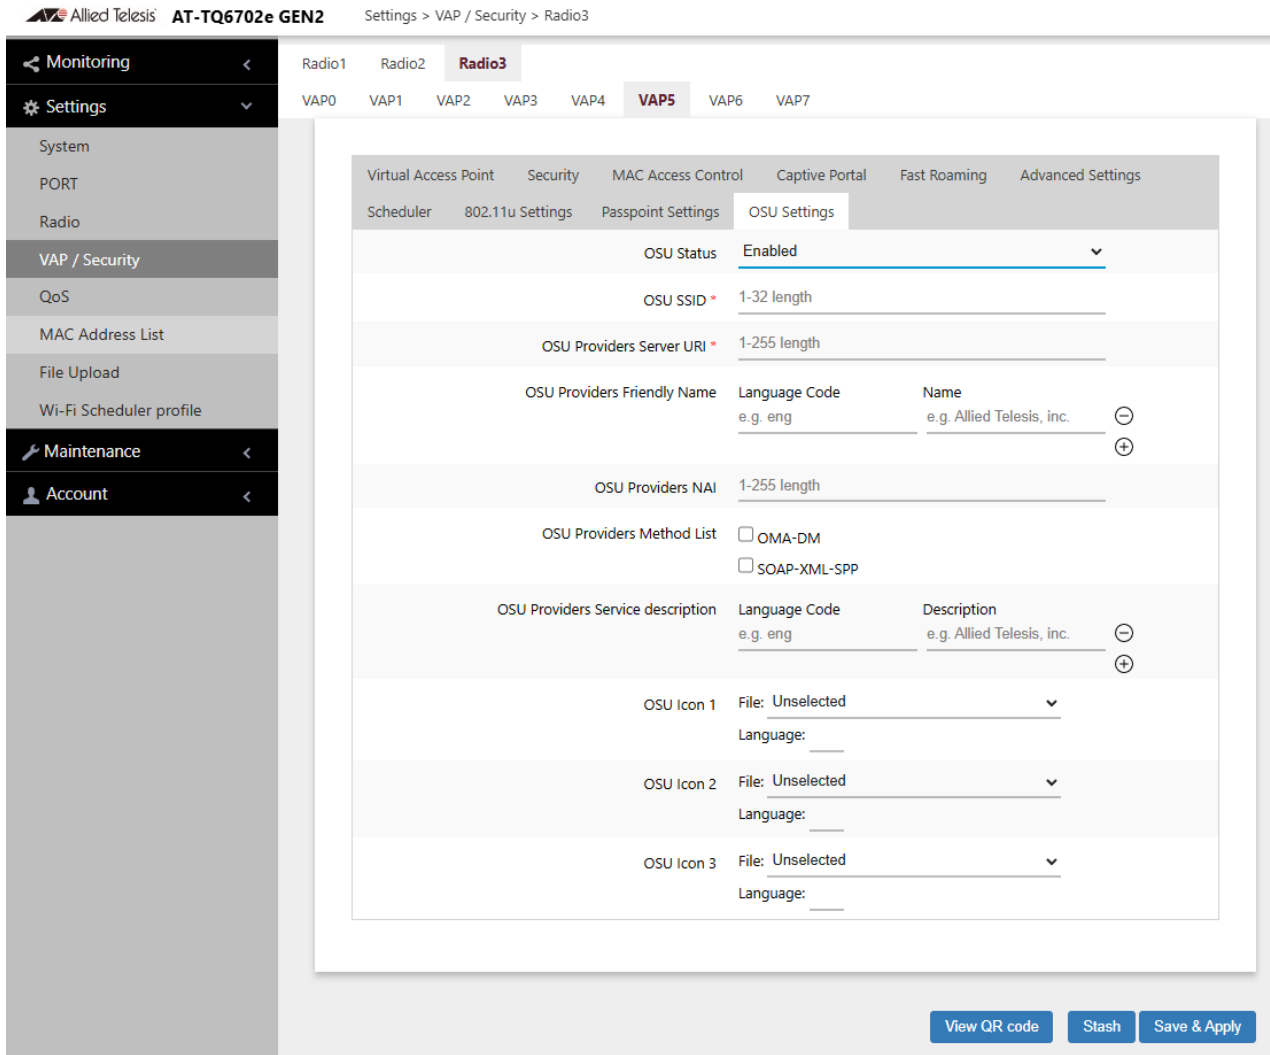 Allied Telesis AT-TQ6702e GEN2 Settings > VAP / Security > Radio3
Monitoring
Settings
System
PORT
Radio
VAP / Security
QoS
MAC Address List
File Upload
Wi-Fi Scheduler profile
Maintenance
Account
Radio1 Radio2 Radio3
VAP0 VAP1 VAP2 VAP3 VAP4 VAP5 VAP6 VAP7
Virtual Access Point Security MAC Access Control Captive Portal Fast Roaming Advanced Settings
Scheduler 802.11u Settings Passpoint Settings OSU Settings
OSU Status Enabled
OSU SSID * 1-32 length
OSU Providers Server URI * 1-255 length
OSU Providers Friendly Name Language Code Name
e.g. eng e.g. Allied Telesis, inc.
OSU Providers NAI 1-255 length
OSU Providers Method List OMA-DM
SOAP-XML-SPP
OSU Providers Service description Language Code Description
e.g. eng e.g. Allied Telesis, inc.
OSU Icon 1 File: Unselected
Language:
OSU Icon 2 File: Unselected
Language:
OSU Icon 3 File: Unselected
Language:
View QR code Stash Save & Apply